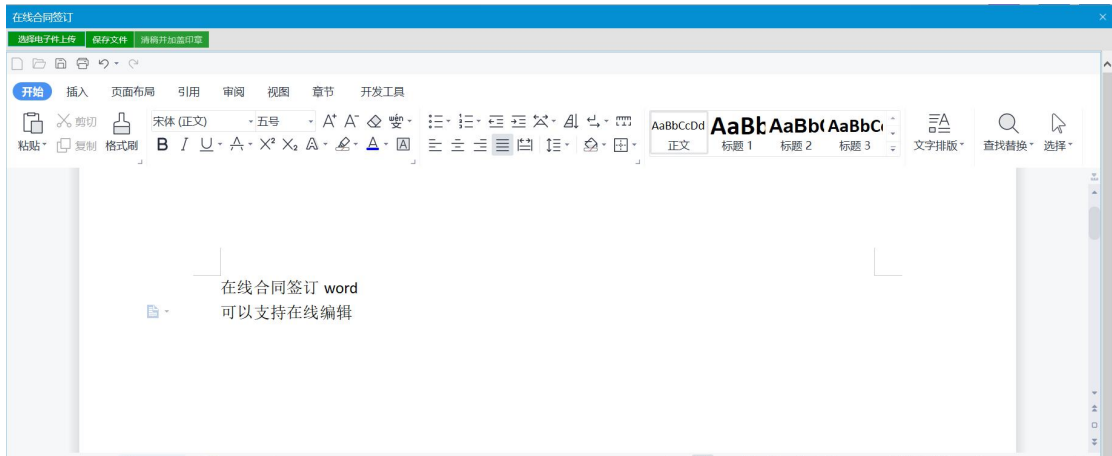 在线合同签订 ×
选择电子件上传 保存文件 清稿并加盖印章
开始 插入 页面布局 引用 审阅 视图 章节 开发工具
粘贴 剪切 复制 格式刷
宋体 (正文) 五号 A⁺ A⁻ wén
B I U A X² X₂ A A A
AaBbCcDd AaBb AaBb( AaBbC
正文 标题 1 标题 2 标题 3
文字排版 查找替换 选择
在线合同签订 word
可以支持在线编辑